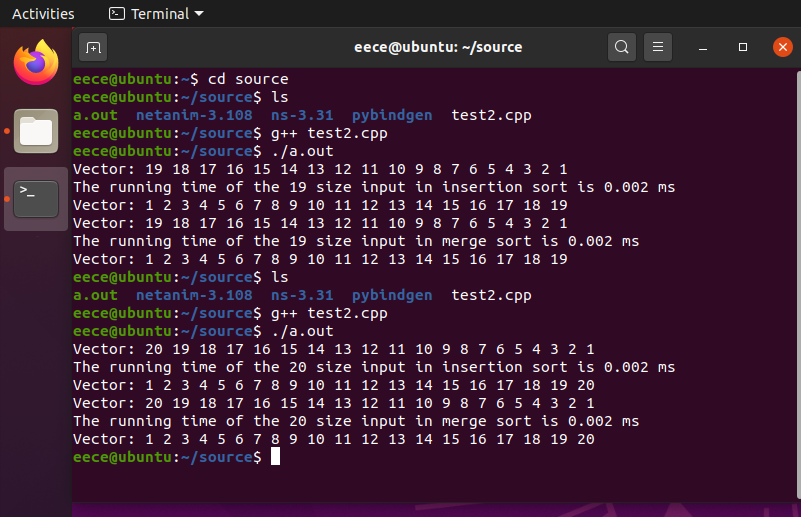 Activities Terminal
eece@ubuntu: ~/source
eece@ubuntu:~$ cd source
eece@ubuntu:~/source$ ls
a.out  netanim-3.108  ns-3.31  pybindgen  test2.cpp
eece@ubuntu:~/source$ g++ test2.cpp
eece@ubuntu:~/source$ ./a.out
Vector: 19 18 17 16 15 14 13 12 11 10 9 8 7 6 5 4 3 2 1
The running time of the 19 size input in insertion sort is 0.002 ms
Vector: 1 2 3 4 5 6 7 8 9 10 11 12 13 14 15 16 17 18 19
Vector: 19 18 17 16 15 14 13 12 11 10 9 8 7 6 5 4 3 2 1
The running time of the 19 size input in merge sort is 0.002 ms
Vector: 1 2 3 4 5 6 7 8 9 10 11 12 13 14 15 16 17 18 19
eece@ubuntu:~/source$ ls
a.out  netanim-3.108  ns-3.31  pybindgen  test2.cpp
eece@ubuntu:~/source$ g++ test2.cpp
eece@ubuntu:~/source$ ./a.out
Vector: 20 19 18 17 16 15 14 13 12 11 10 9 8 7 6 5 4 3 2 1
The running time of the 20 size input in insertion sort is 0.002 ms
Vector: 1 2 3 4 5 6 7 8 9 10 11 12 13 14 15 16 17 18 19 20
Vector: 20 19 18 17 16 15 14 13 12 11 10 9 8 7 6 5 4 3 2 1
The running time of the 20 size input in merge sort is 0.002 ms
Vector: 1 2 3 4 5 6 7 8 9 10 11 12 13 14 15 16 17 18 19 20
eece@ubuntu:~/source$